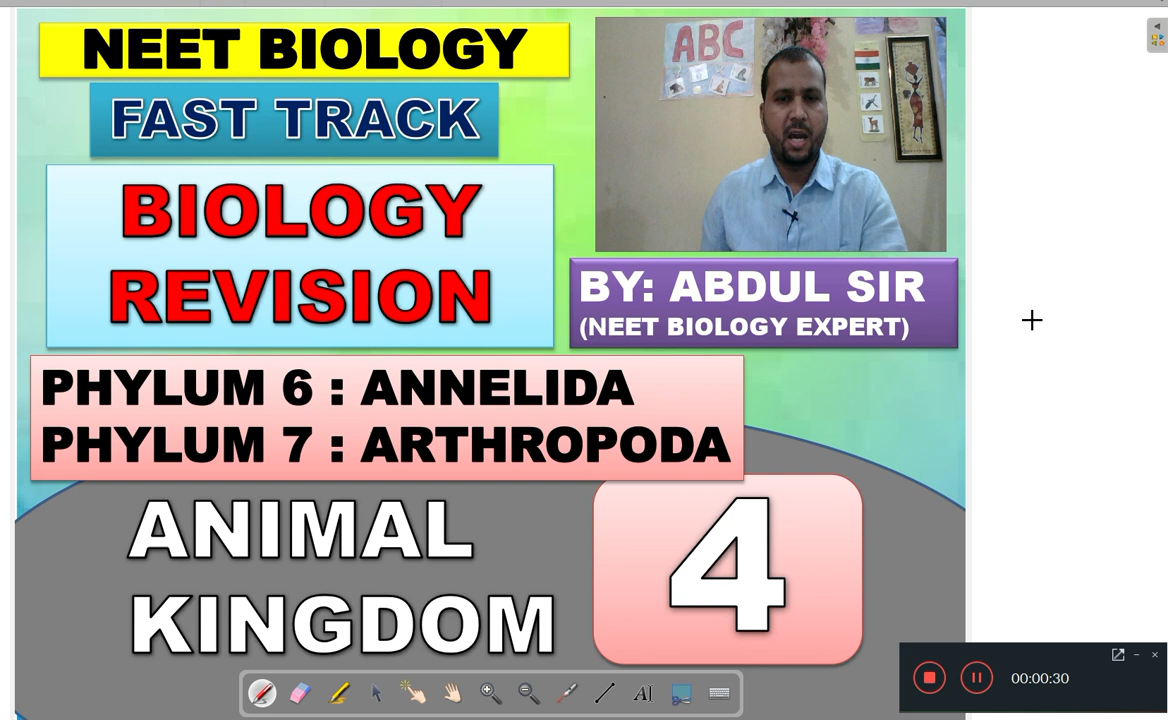 NEET BIOLOGY
FAST TRACK
BIOLOGY
REVISION
ABC
BY: ABDUL SIR
(NEET BIOLOGY EXPERT)
PHYLUM 6 : ANNELIDA
PHYLUM 7 : ARTHROPODA
ANIMAL
KINGDOM
4
A
00:00:30